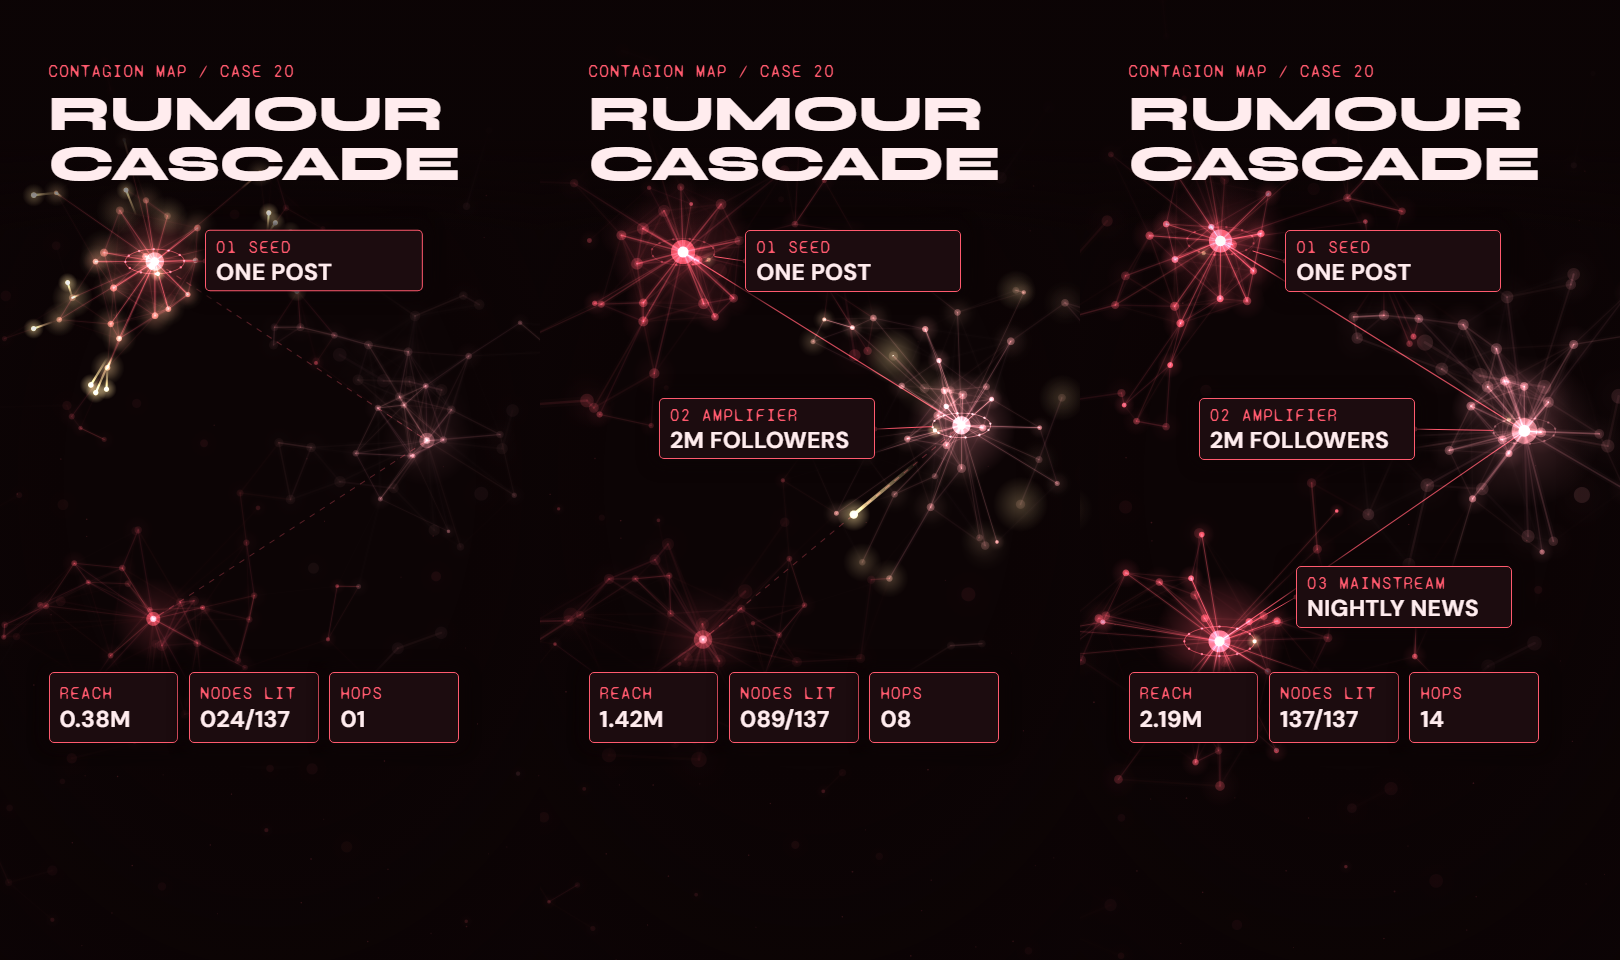 CONTAGION MAP / CASE 20
RUMOUR
CASCADE
01 SEED
ONE POST
REACH
0.38M
NODES LIT
024/137
HOPS
01
CONTAGION MAP / CASE 20
RUMOUR
CASCADE
01 SEED
ONE POST
02 AMPLIFIER
2M FOLLOWERS
REACH
1.42M
NODES LIT
089/137
HOPS
08
CONTAGION MAP / CASE 20
RUMOUR
CASCADE
01 SEED
ONE POST
02 AMPLIFIER
2M FOLLOWERS
03 MAINSTREAM
NIGHTLY NEWS
REACH
2.19M
NODES LIT
137/137
HOPS
14